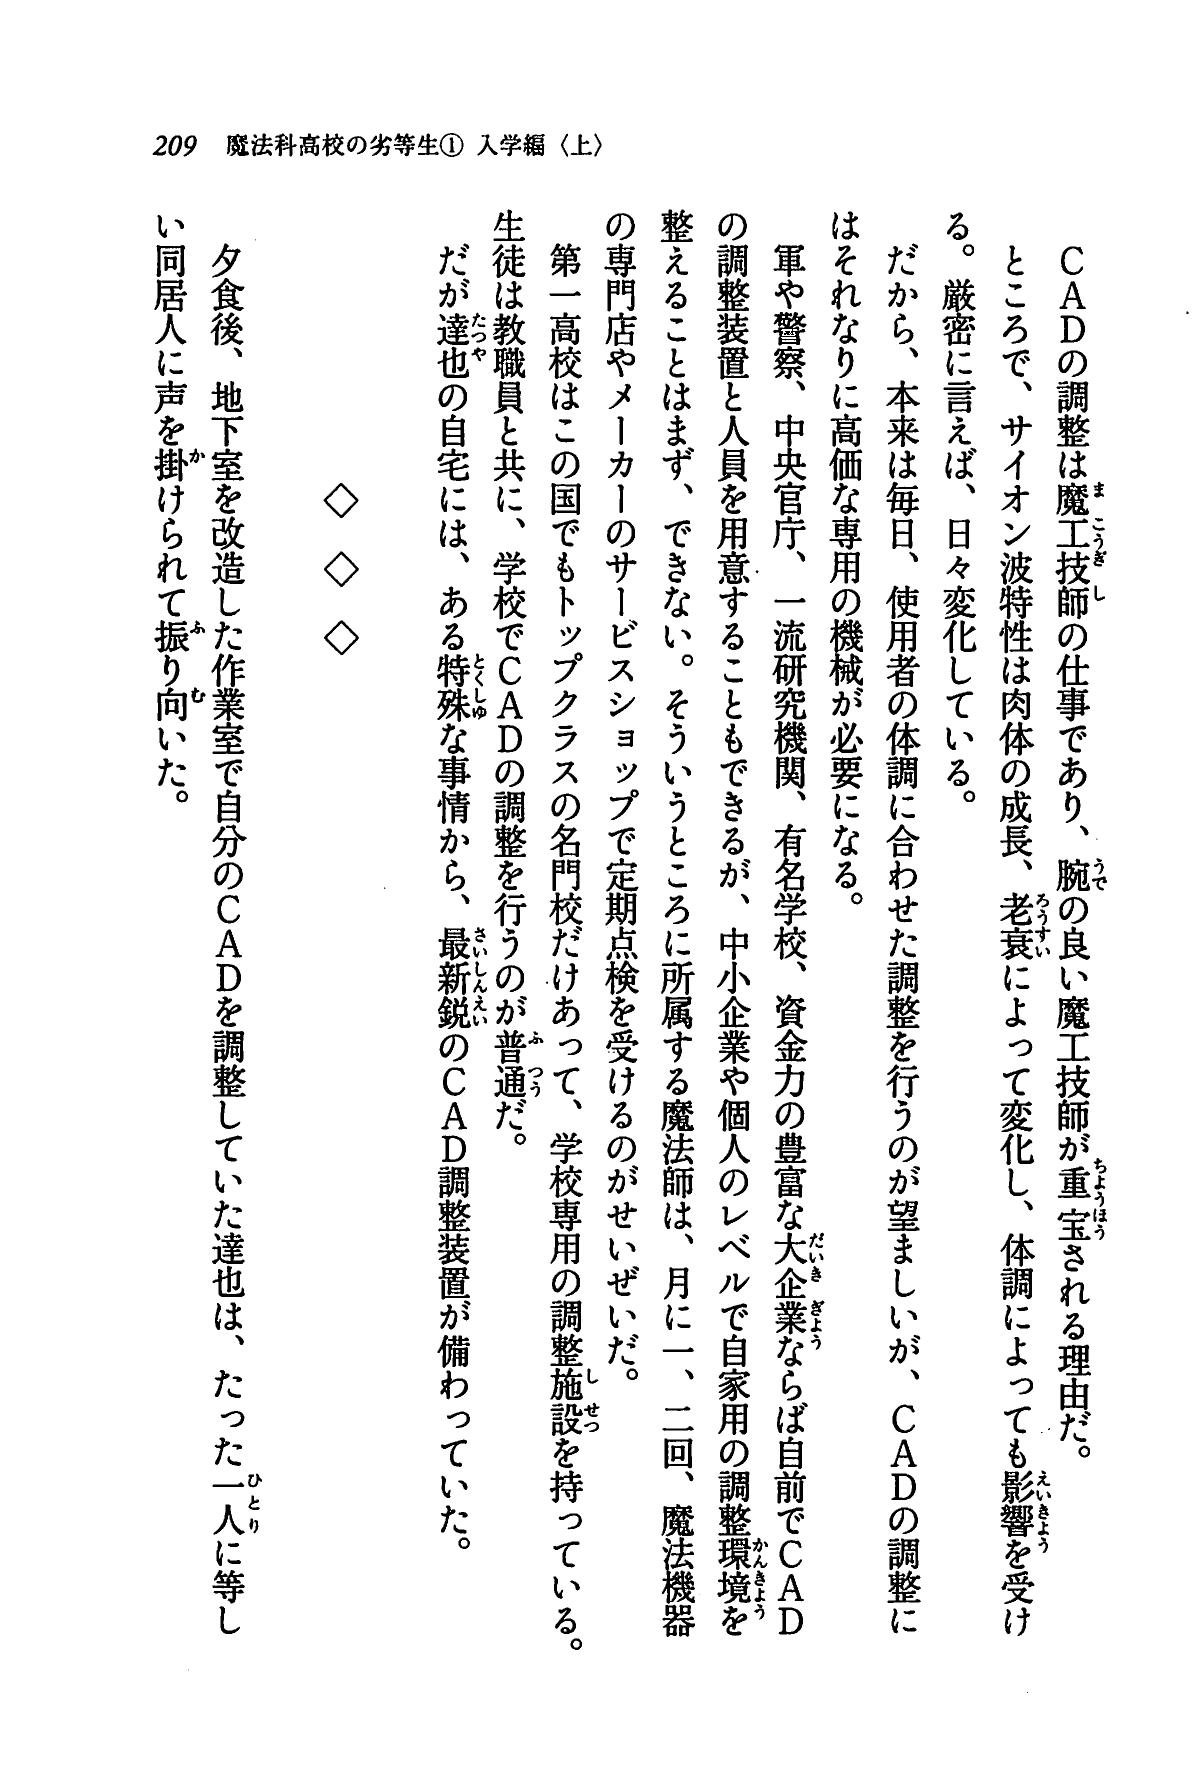 209　魔法科高校の劣等生① 入学編〈上〉
　ＣＡＤの調整は魔工技師の仕事であり、腕の良い魔工技師が重宝される理由だ。
　ところで、サイオン波特性は肉体の成長、老衰によって変化し、体調によっても影響を受け
る。厳密に言えば、日々変化している。
　だから、本来は毎日、使用者の体調に合わせた調整を行うのが望ましいが、ＣＡＤの調整に
はそれなりに高価な専用の機械が必要になる。
　軍や警察、中央官庁、一流研究機関、有名学校、資金力の豊富な大企業ならば自前でＣＡＤ
の調整装置と人員を用意することもできるが、中小企業や個人のレベルで自家用の調整環境を
整えることはまず、できない。そういうところに所属する魔法師は、月に一、二回、魔法機器
の専門店やメーカーのサービスショップで定期点検を受けるのがせいぜいだ。
　第一高校はこの国でもトップクラスの名門校だけあって、学校専用の調整施設を持っている。
生徒は教職員と共に、学校でＣＡＤの調整を行うのが普通だ。
　だが達也の自宅には、ある特殊な事情から、最新鋭のＣＡＤ調整装置が備わっていた。
◇　◇　◇
　夕食後、地下室を改造した作業室で自分のＣＡＤを調整していた達也は、たった一人に等し
い同居人に声を掛けられて振り向いた。